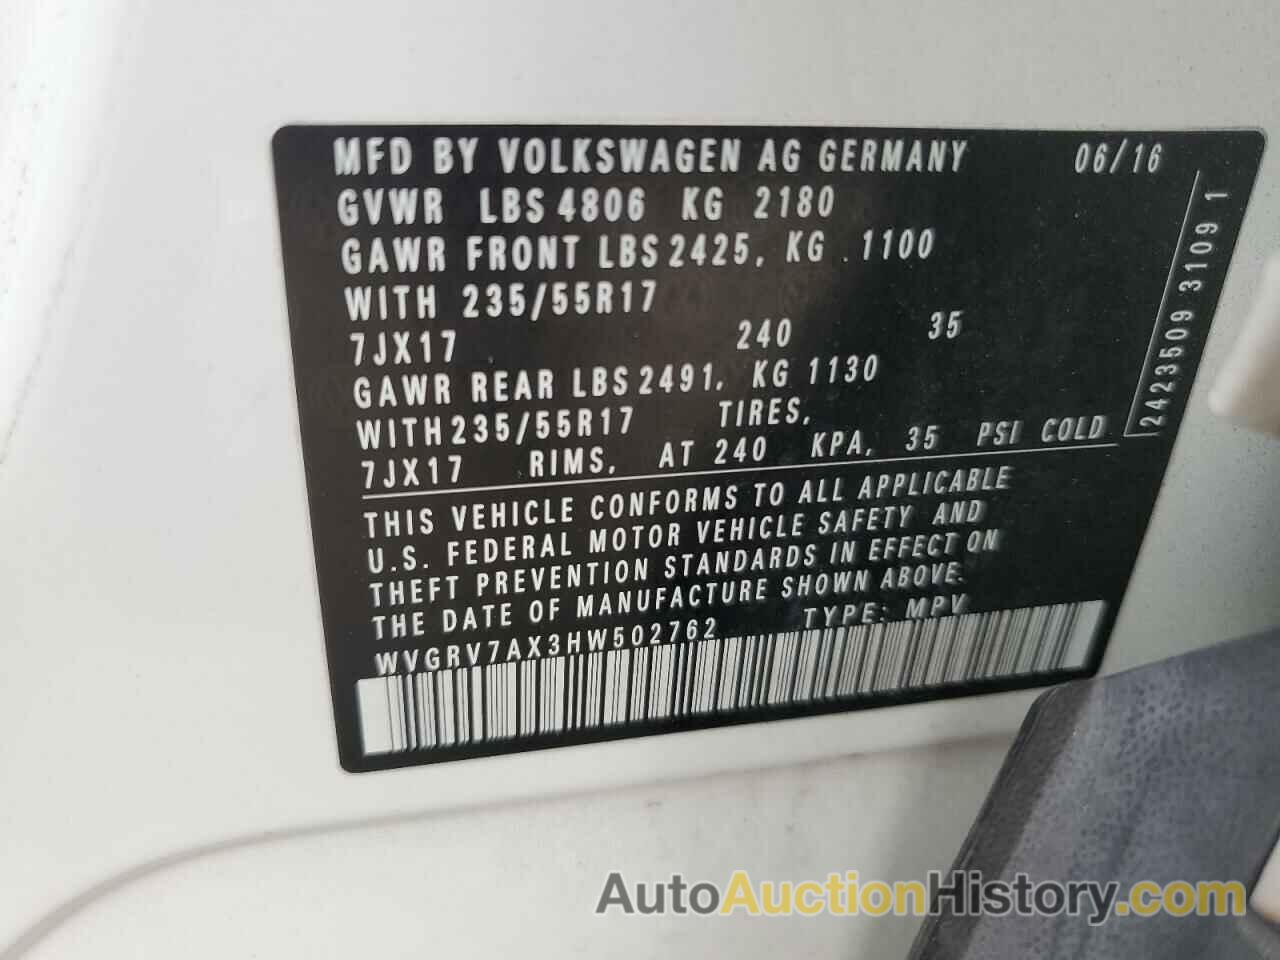 MFD BY VOLKSWAGEN AG GERMANY 06/16
GVWR LBS 4806 KG 2180
GAWR FRONT LBS 2425, KG . 1100
WITH 235/55R17
7JX17 240 35
GAWR REAR LBS 2491, KG 1130
WITH 235/55R17 TIRES,
7JX17 RIMS, AT 240 KPA, 35 PSI COLD
THIS VEHICLE CONFORMS TO ALL APPLICABLE
U.S. FEDERAL MOTOR VEHICLE SAFETY AND
THEFT PREVENTION STANDARDS IN EFFECT ON
THE DATE OF MANUFACTURE SHOWN ABOVE.
WVGRV7AX3HW502762 TYPE: MPV
2423509 3109 1
AutoAuctionHistory.com